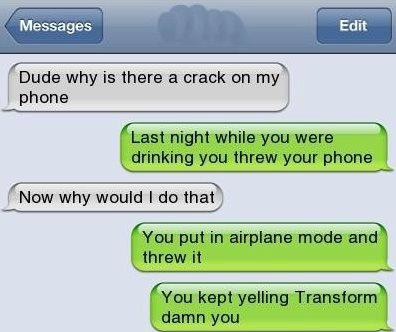 Messages
Edit
Dude why is there a crack on my
phone
Last night while you were
drinking you threw your phone
Now why would I do that
You put in airplane mode and
threw it
You kept yelling Transform
damn you